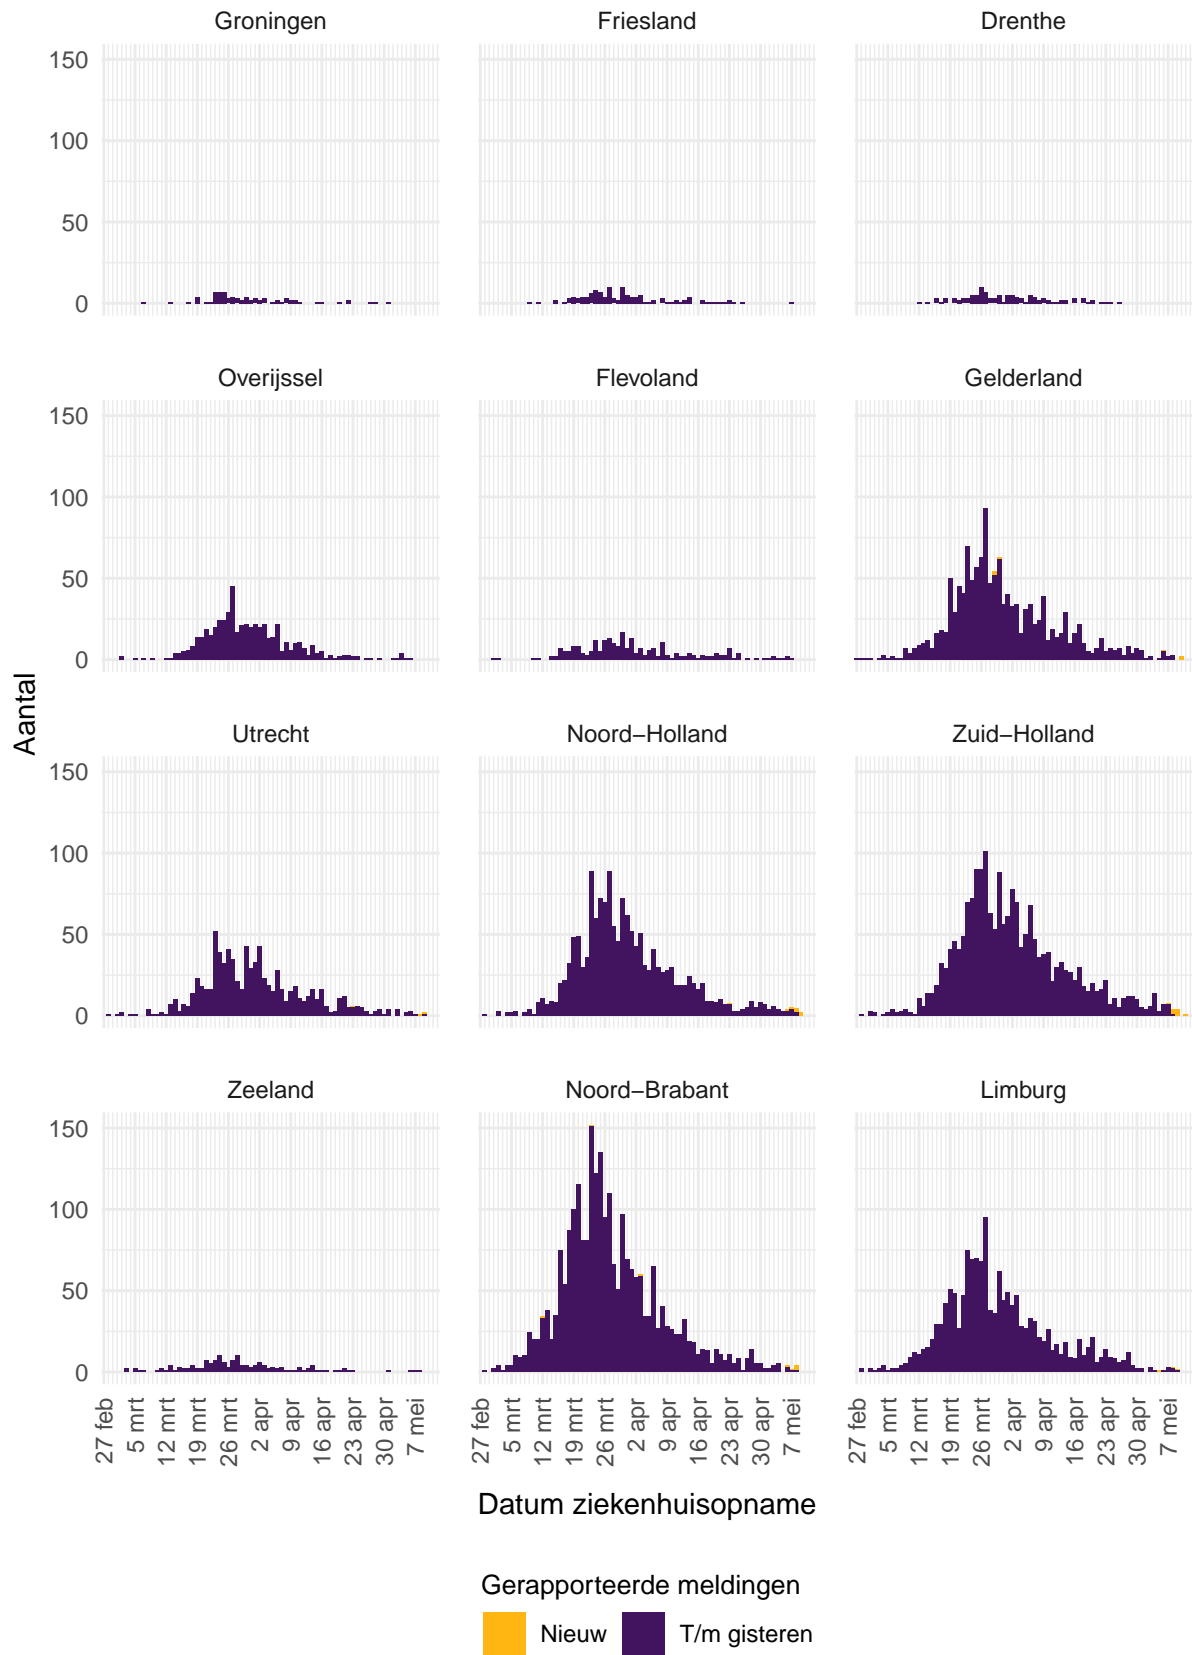 Groningen Friesland Drenthe
150
100
50
0
Overijssel Flevoland Gelderland
150
100
50
0
Aantal
Utrecht Noord−Holland Zuid−Holland
150
100
50
0
Zeeland Noord−Brabant Limburg
150
100
50
0
27 feb 5 mrt 12 mrt 19 mrt 26 mrt 2 apr 9 apr 16 apr 23 apr 30 apr 7 mei 27 feb 5 mrt 12 mrt 19 mrt 26 mrt 2 apr 9 apr 16 apr 23 apr 30 apr 7 mei 27 feb 5 mrt 12 mrt 19 mrt 26 mrt 2 apr 9 apr 16 apr 23 apr 30 apr 7 mei
Datum ziekenhuisopname
Gerapporteerde meldingen
Nieuw T/m gisteren